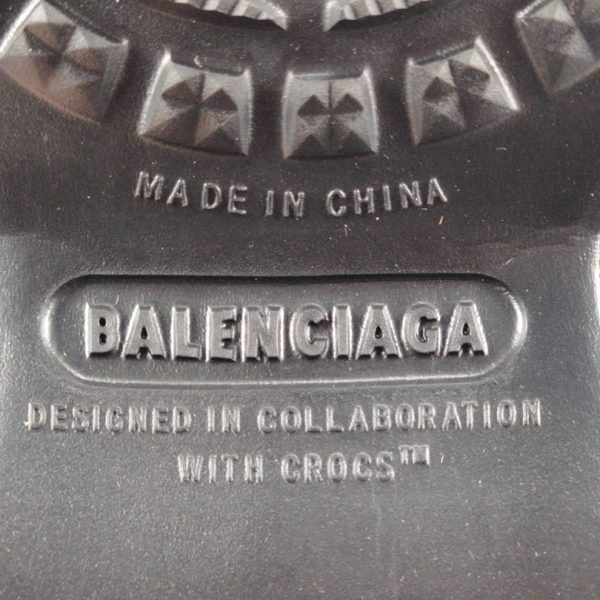 MADE IN CHINA
BALENCIAGA
DESIGNED IN COLLABORATION
WITH CROCS™